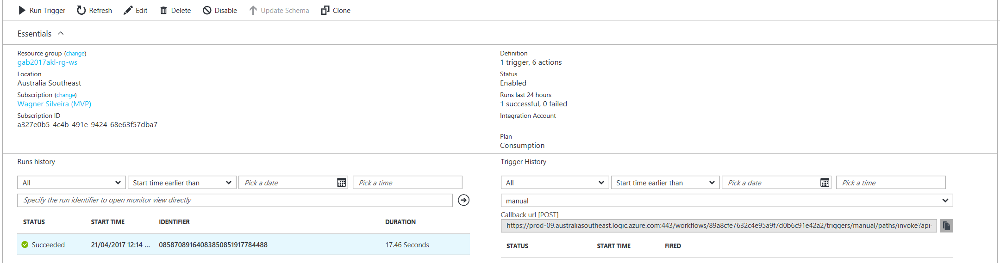 Run Trigger Refresh Edit Delete Disable Update Schema Clone
Essentials
Resource group (change)
gab2017akl-rg-ws
Location
Australia Southeast
Subscription (change)
Wagner Silveira (MVP)
Subscription ID
a327e0b5-4c4b-491e-9424-68e63f57dba7
Definition
1 trigger, 6 actions
Status
Enabled
Runs last 24 hours
1 successful, 0 failed
Integration Account
-- --
Plan
Consumption
Runs history
All Start time earlier than Pick a date Pick a time
Specify the run identifier to open monitor view directly
STATUS START TIME IDENTIFIER DURATION
Succeeded 21/04/2017 12:14 ... 08587089164083850851917784488 17.46 Seconds
Trigger History
All Start time earlier than Pick a date Pick a time
manual
Callback url [POST]
https://prod-09.australiasoutheast.logic.azure.com:443/workflows/89a8cfe7632c4e95a9f7d0b6c91e42a2/triggers/manual/paths/invoke?api-
STATUS START TIME FIRED